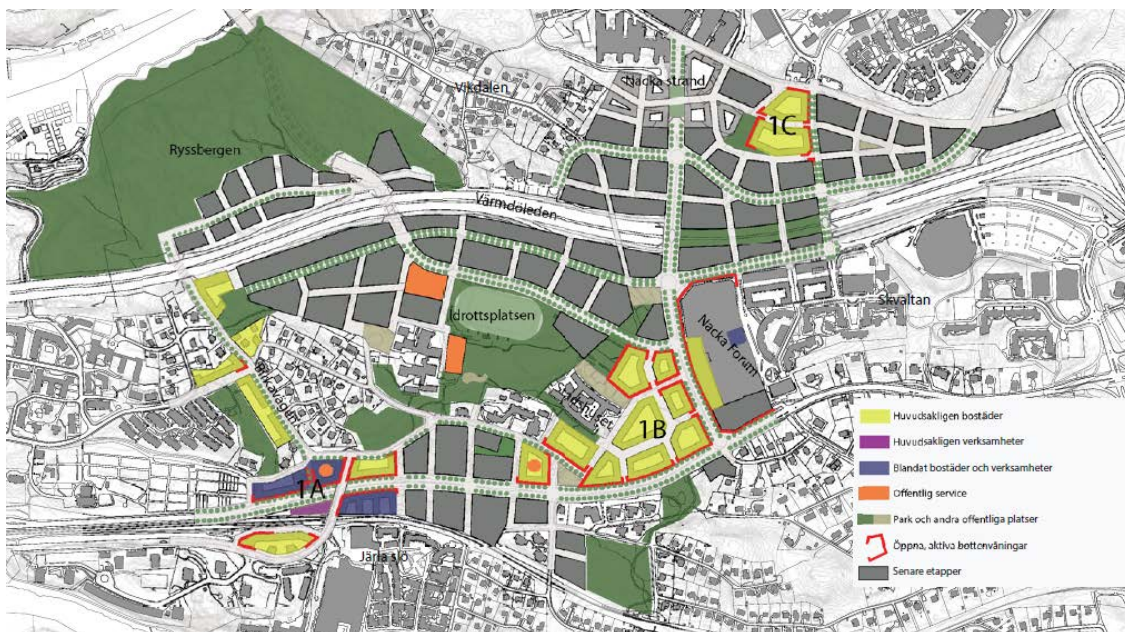 Nacka strand
Vikdalen
1C
Ryssbergen
Värmdöleden
Idrottsplatsen
Skvaltan
Nacka Forum
Birkaområdet
1B
1A
Järla sjö
Huvudsakligen bostäder
Huvudsakligen verksamheter
Blandat bostäder och verksamheter
Offentlig service
Park och andra offentliga platser
Öppna, aktiva bottenvåningar
Senare etapper